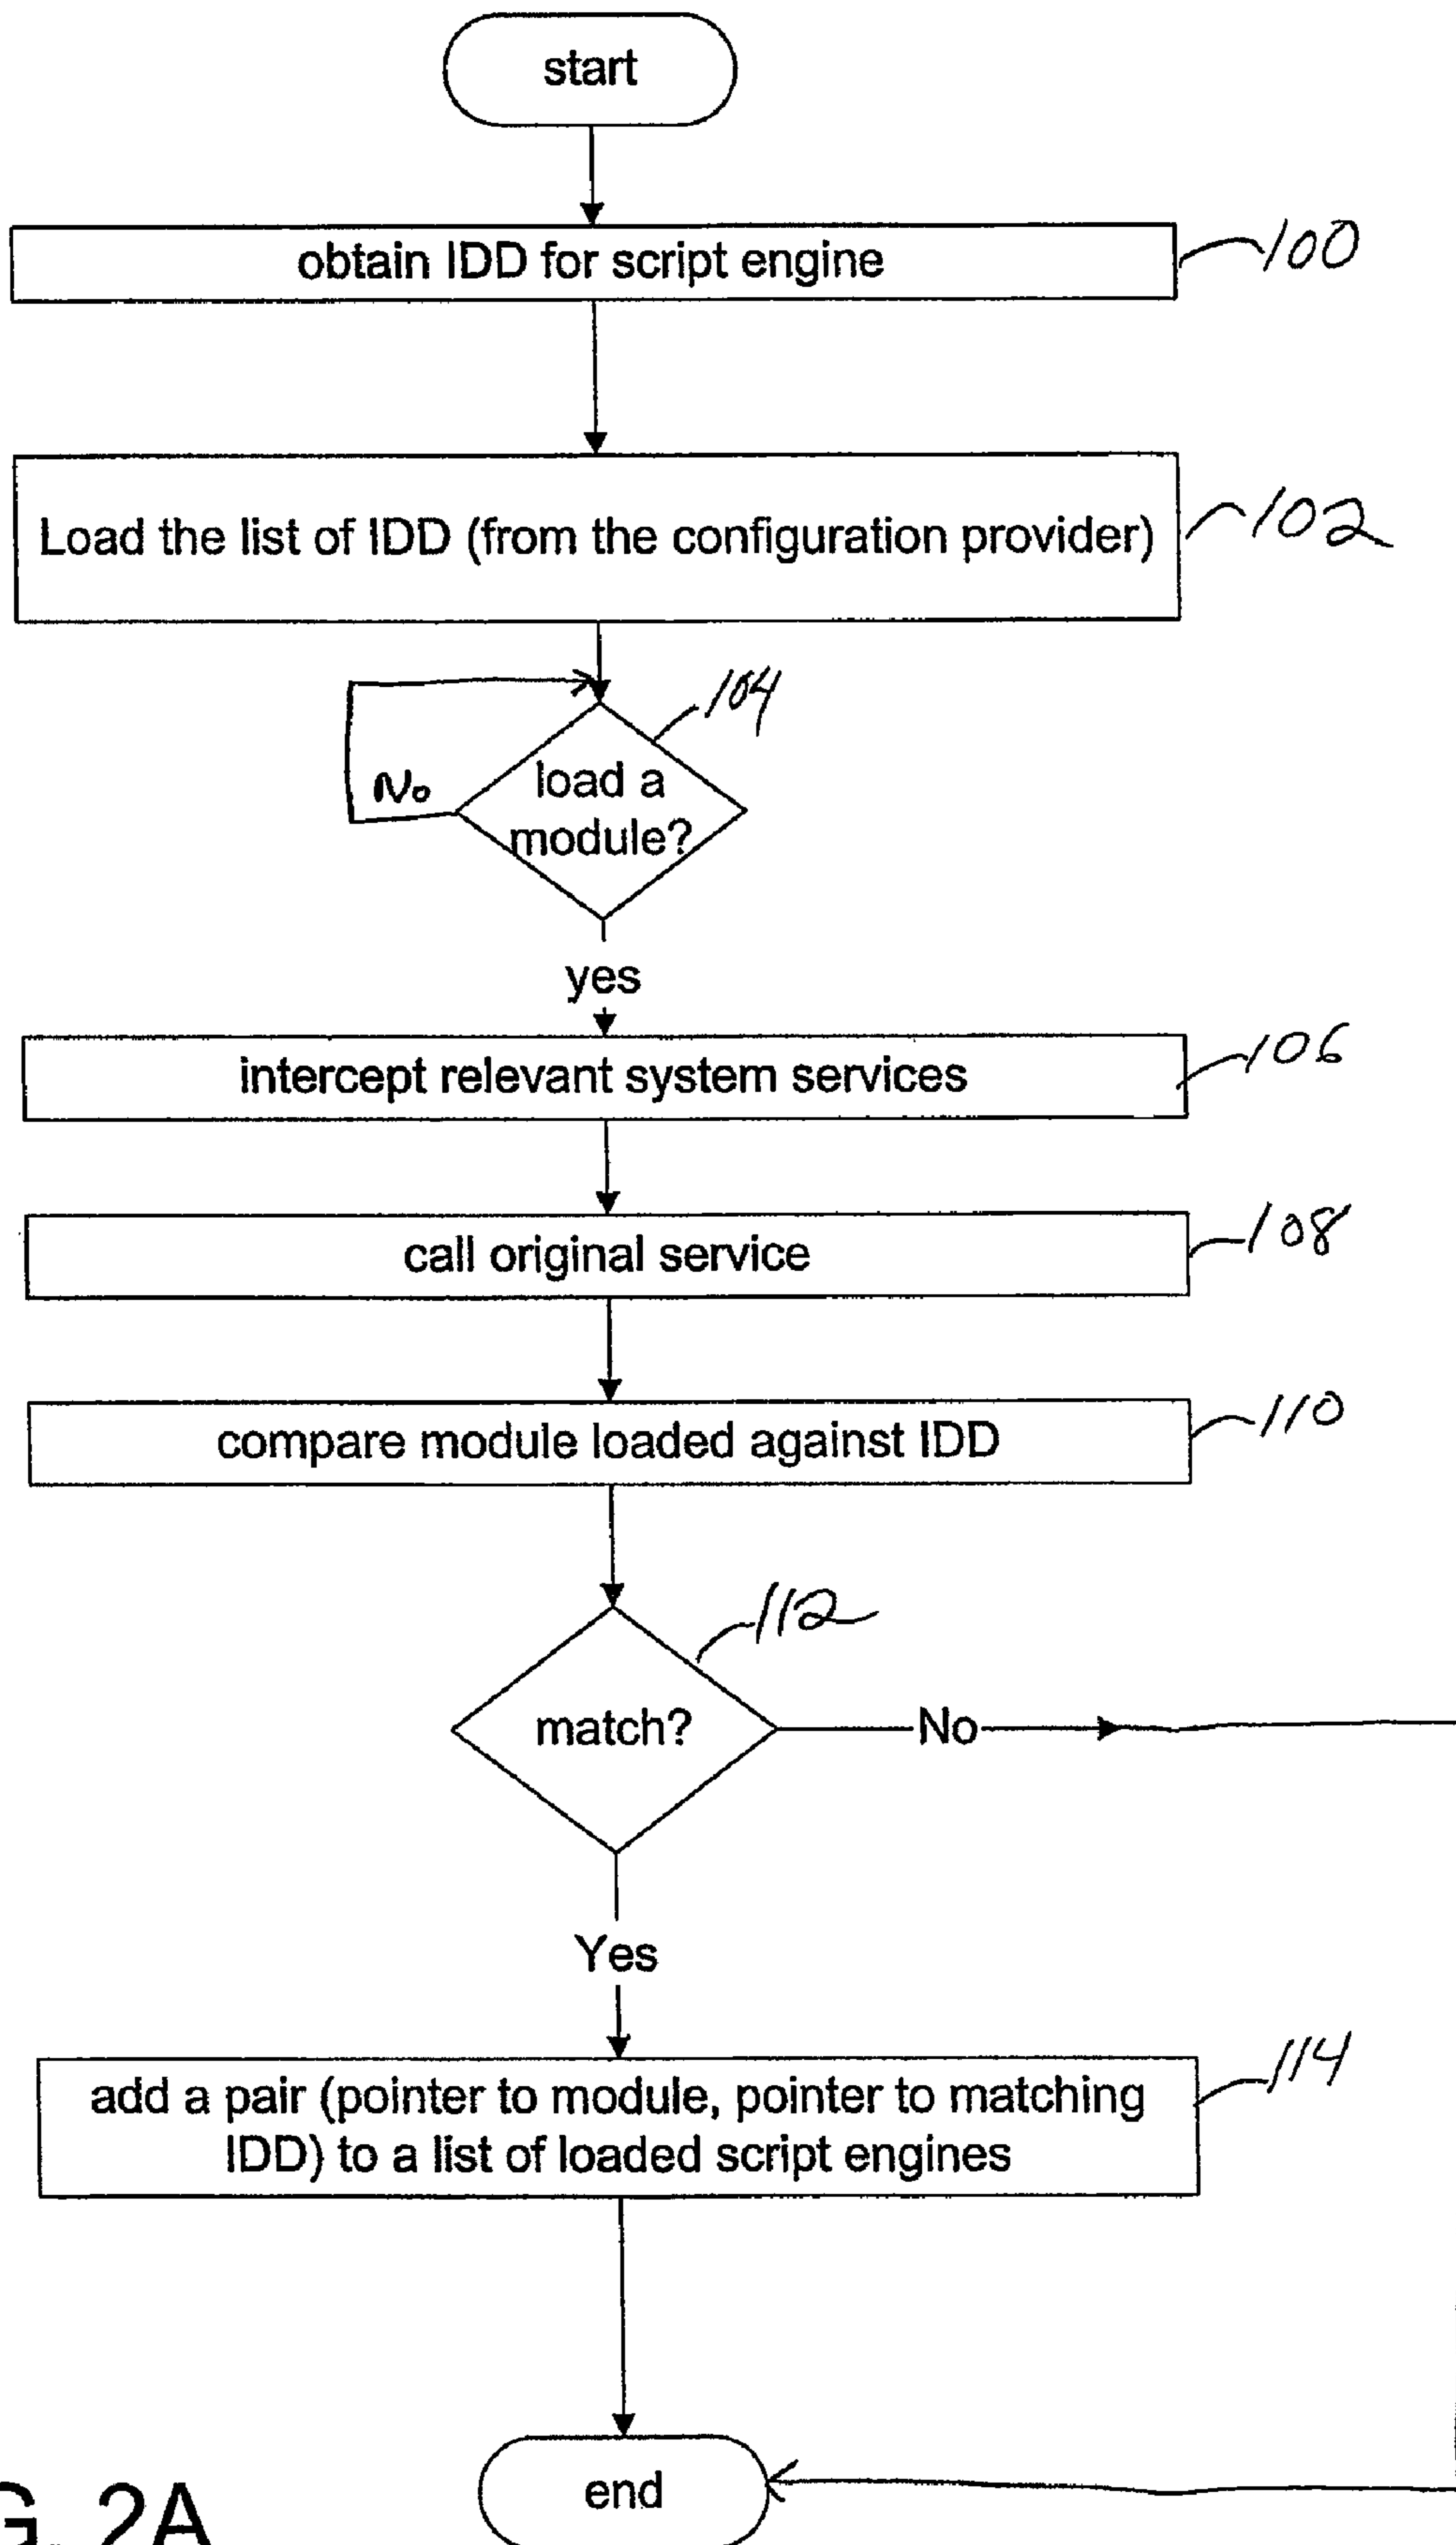 start
obtain IDD for script engine
100
Load the list of IDD (from the configuration provider)
102
104
load a
module?
No
yes
intercept relevant system services
106
call original service
108
compare module loaded against IDD
110
112
match?
No
Yes
add a pair (pointer to module, pointer to matching
IDD) to a list of loaded script engines
114
end
G. 2A